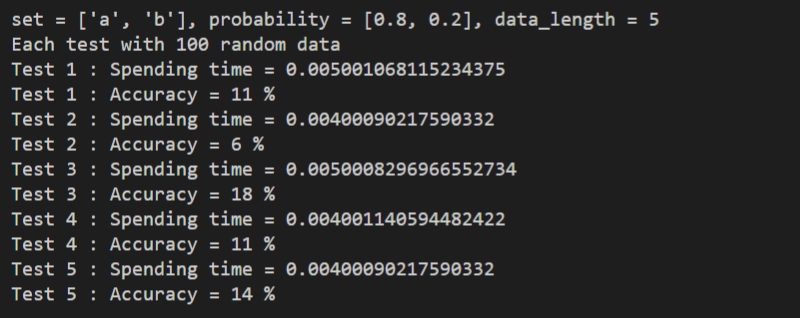 set = ['a', 'b'], probability = [0.8, 0.2], data_length = 5
Each test with 100 random data
Test 1 : Spending time = 0.005001068115234375
Test 1 : Accuracy = 11 %
Test 2 : Spending time = 0.00400090217590332
Test 2 : Accuracy = 6 %
Test 3 : Spending time = 0.0050008296966552734
Test 3 : Accuracy = 18 %
Test 4 : Spending time = 0.004001140594482422
Test 4 : Accuracy = 11 %
Test 5 : Spending time = 0.00400090217590332
Test 5 : Accuracy = 14 %